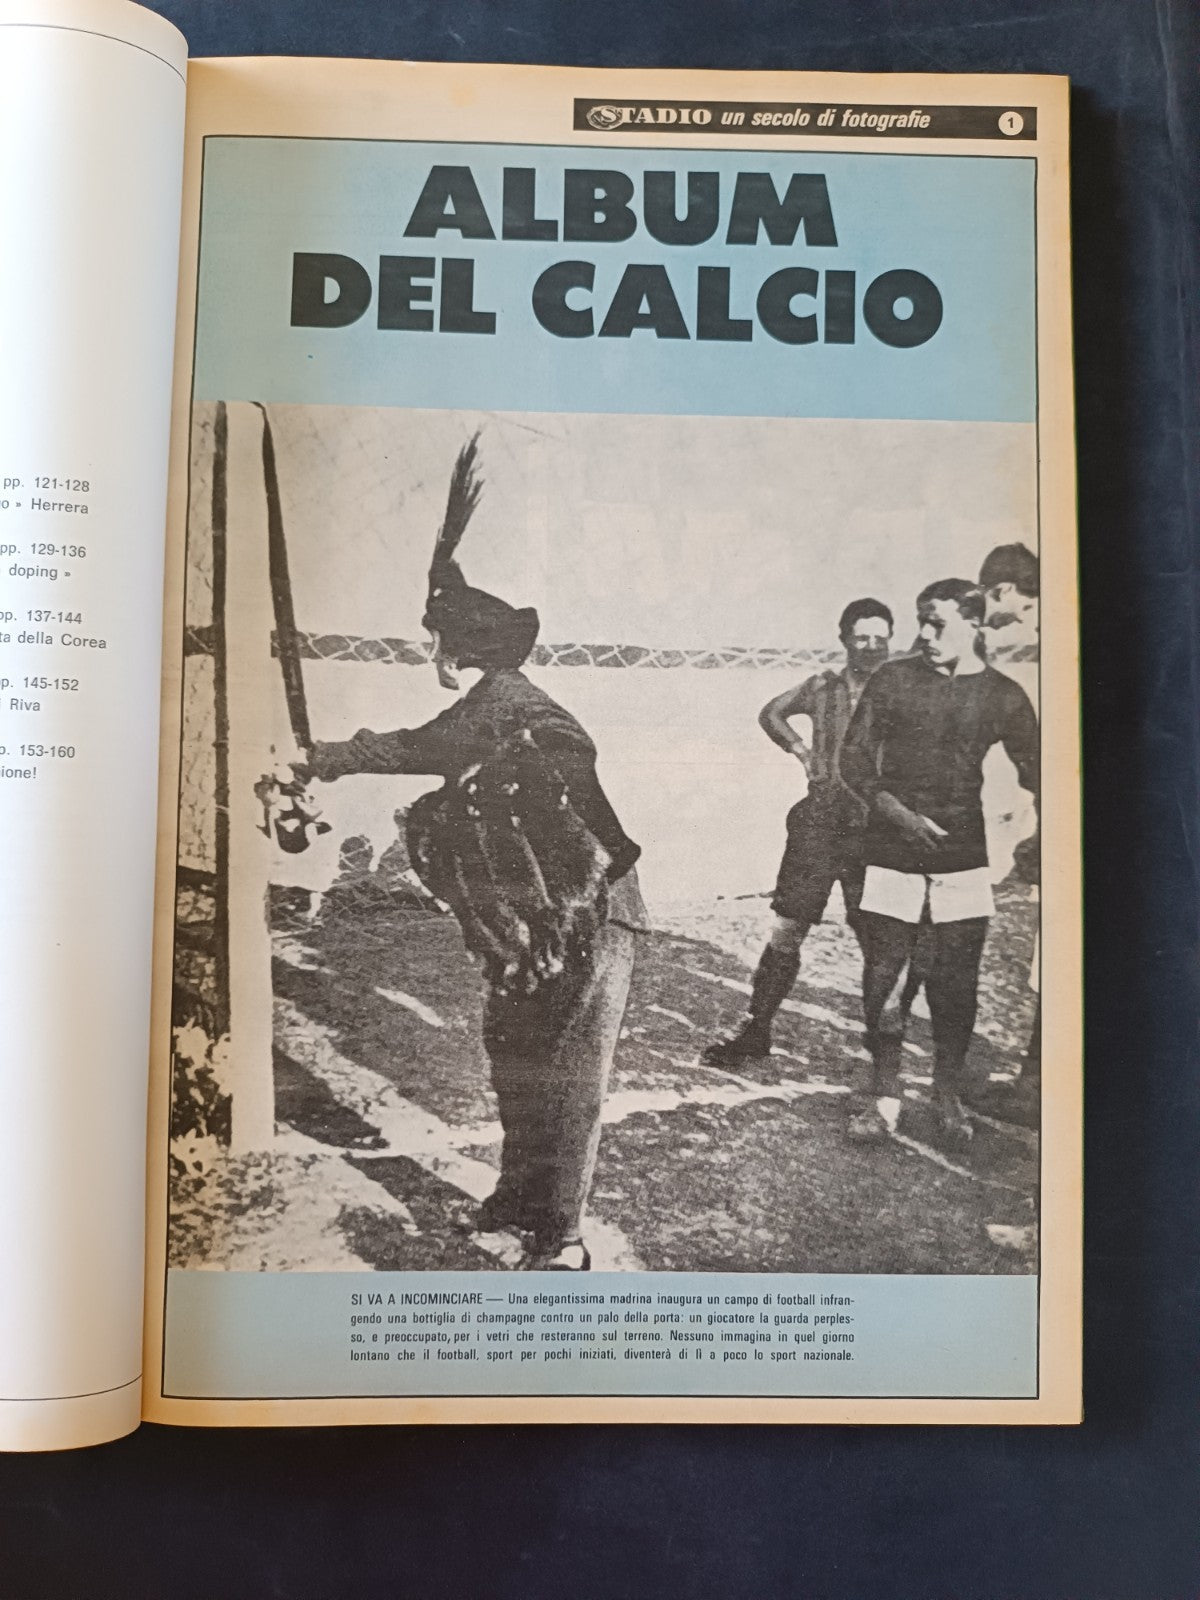 pp. 121-128
» Herrera
pp. 129-136
doping »
pp. 137-144
della Corea
pp. 145-152
Riva
153-160
STADIO un secolo di fotografie 1
ALBUM
DEL CALCIO
SI VA A INCOMINCIARE — Una elegantissima madrina inaugura un campo di football infran-
gendo una bottiglia di champagne contro un palo della porta: un giocatore la guarda perples-
so, e preoccupato, per i vetri che resteranno sul terreno. Nessuno immagina in quel giorno
lontano che il football, sport per pochi iniziati, diventerà di lì a poco lo sport nazionale.